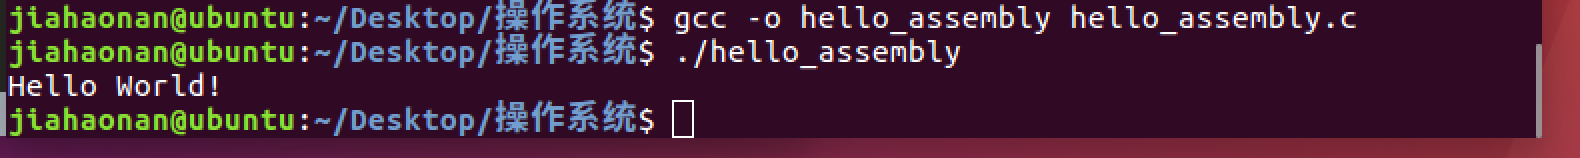 jiahaonan@ubuntu:~/Desktop/操作系统$ gcc -o hello_assembly hello_assembly.c
jiahaonan@ubuntu:~/Desktop/操作系统$ ./hello_assembly
Hello World!
jiahaonan@ubuntu:~/Desktop/操作系统$